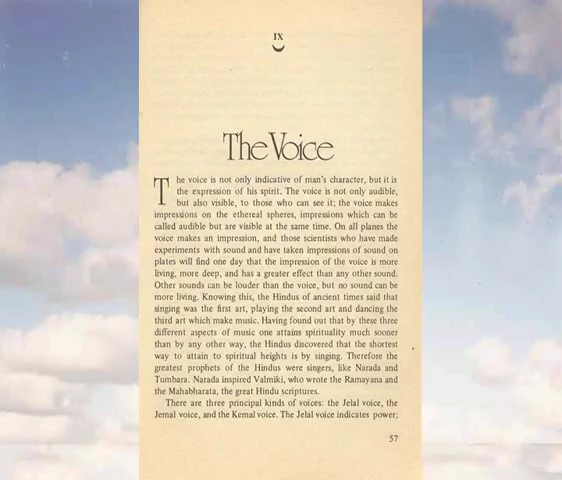 IX
The Voice
The voice is not only indicative of man's character, but it is
the expression of his spirit. The voice is not only audible,
but also visible, to those who can see it; the voice makes
impressions on the ethereal spheres, impressions which can be
called audible but are visible at the same time. On all planes the
voice makes an impression, and those scientists who have made
experiments with sound and have taken impressions of sound on
plates will find one day that the impression of the voice is more
living, more deep, and has a greater effect than any other sound.
Other sounds can be louder than the voice, but no sound can be
more living. Knowing this, the Hindus of ancient times said that
singing was the first art, playing the second art and dancing the
third art which make music. Having found out that by these three
different aspects of music one attains spirituality much sooner
than by any other way, the Hindus discovered that the shortest
way to attain to spiritual heights is by singing. Therefore the
greatest prophets of the Hindus were singers, like Narada and
Tumbara. Narada inspired Valmiki, who wrote the Ramayana and
the Mahabharata, the great Hindu scriptures.
There are three principal kinds of voices: the Jelal voice, the
Jemal voice, and the Kemal voice. The Jelal voice indicates power;
57